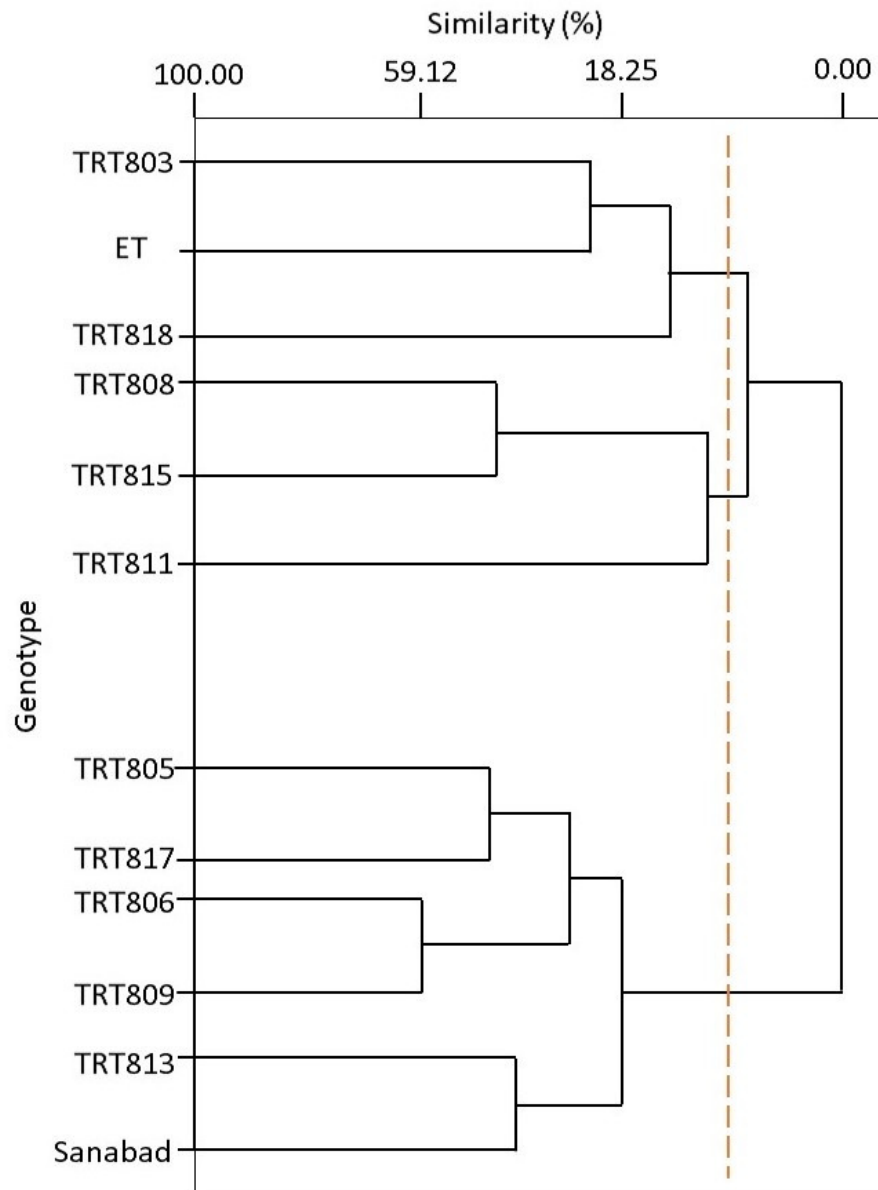 Similarity (%)
100.00 59.12 18.25 0.00
TRT803
ET
TRT818
TRT808
TRT815
TRT811
Genotype
TRT805
TRT817
TRT806
TRT809
TRT813
Sanabad